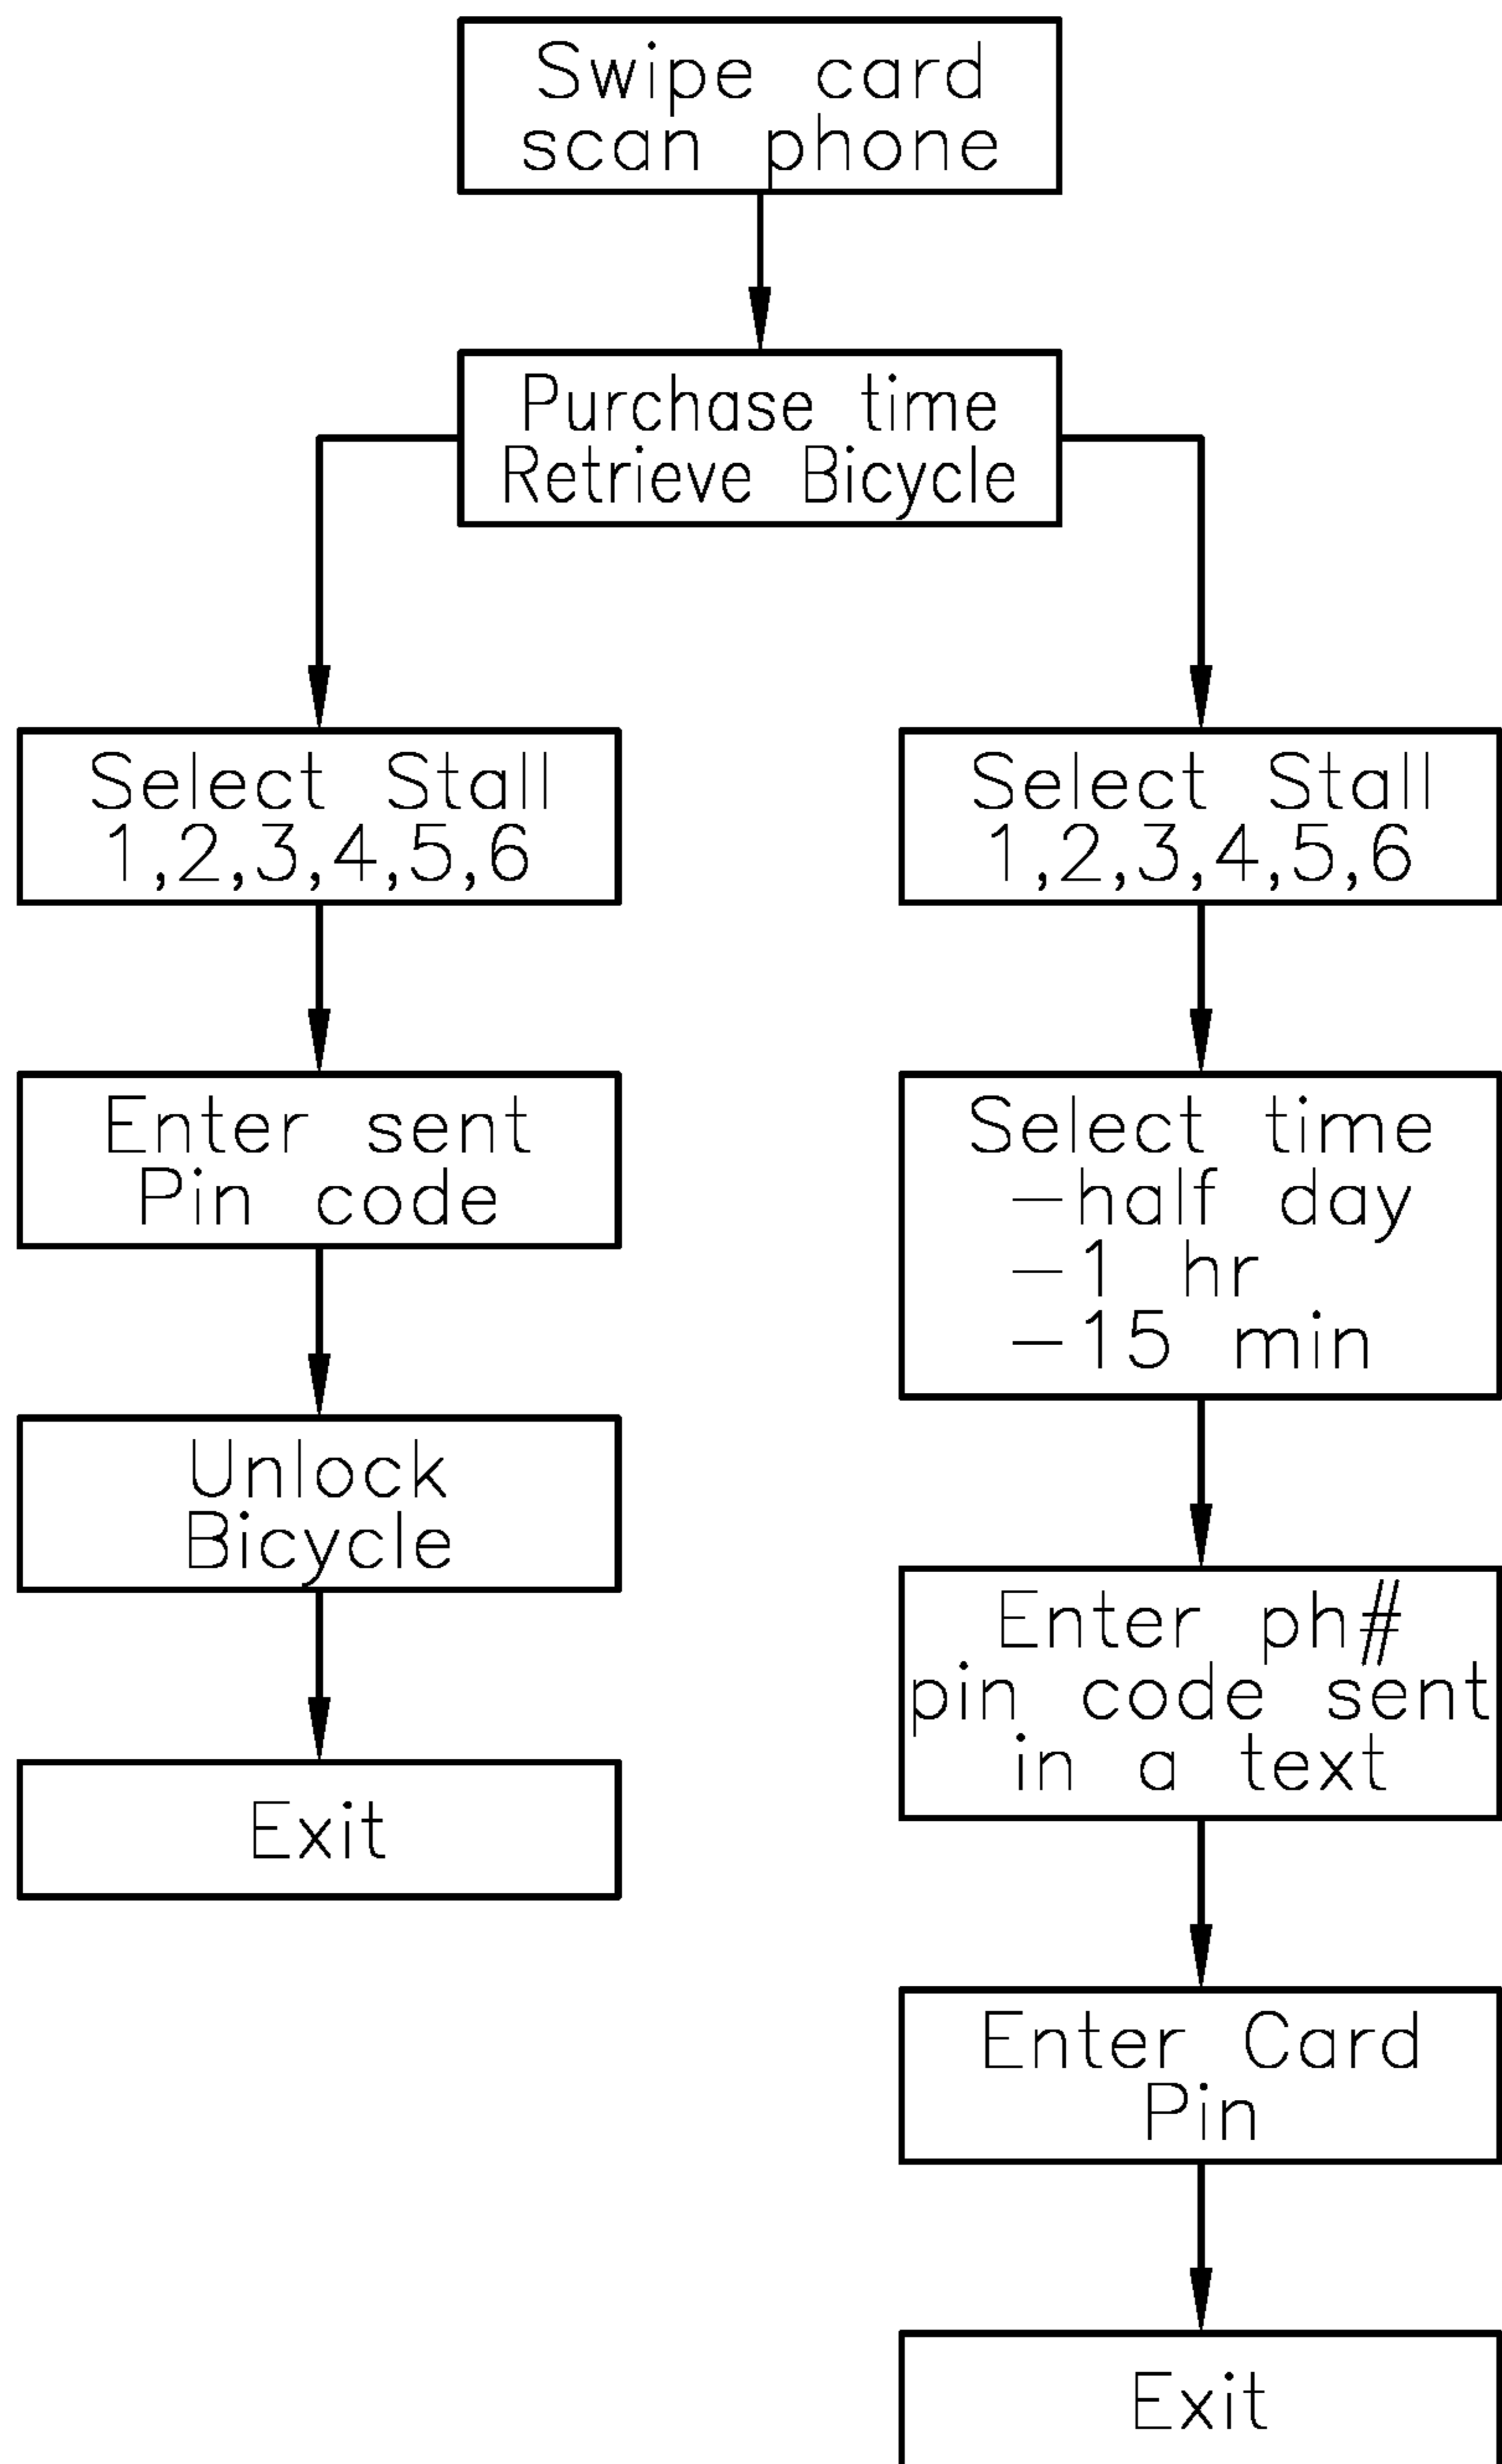 Swipe card
scan phone
Purchase time
Retrieve Bicycle
Select Stall
1,2,3,4,5,6
Enter sent
Pin code
Unlock
Bicycle
Exit
Select Stall
1,2,3,4,5,6
Select time
-half day
-1 hr
-15 min
Enter ph#
pin code sent
in a text
Enter Card
Pin
Exit